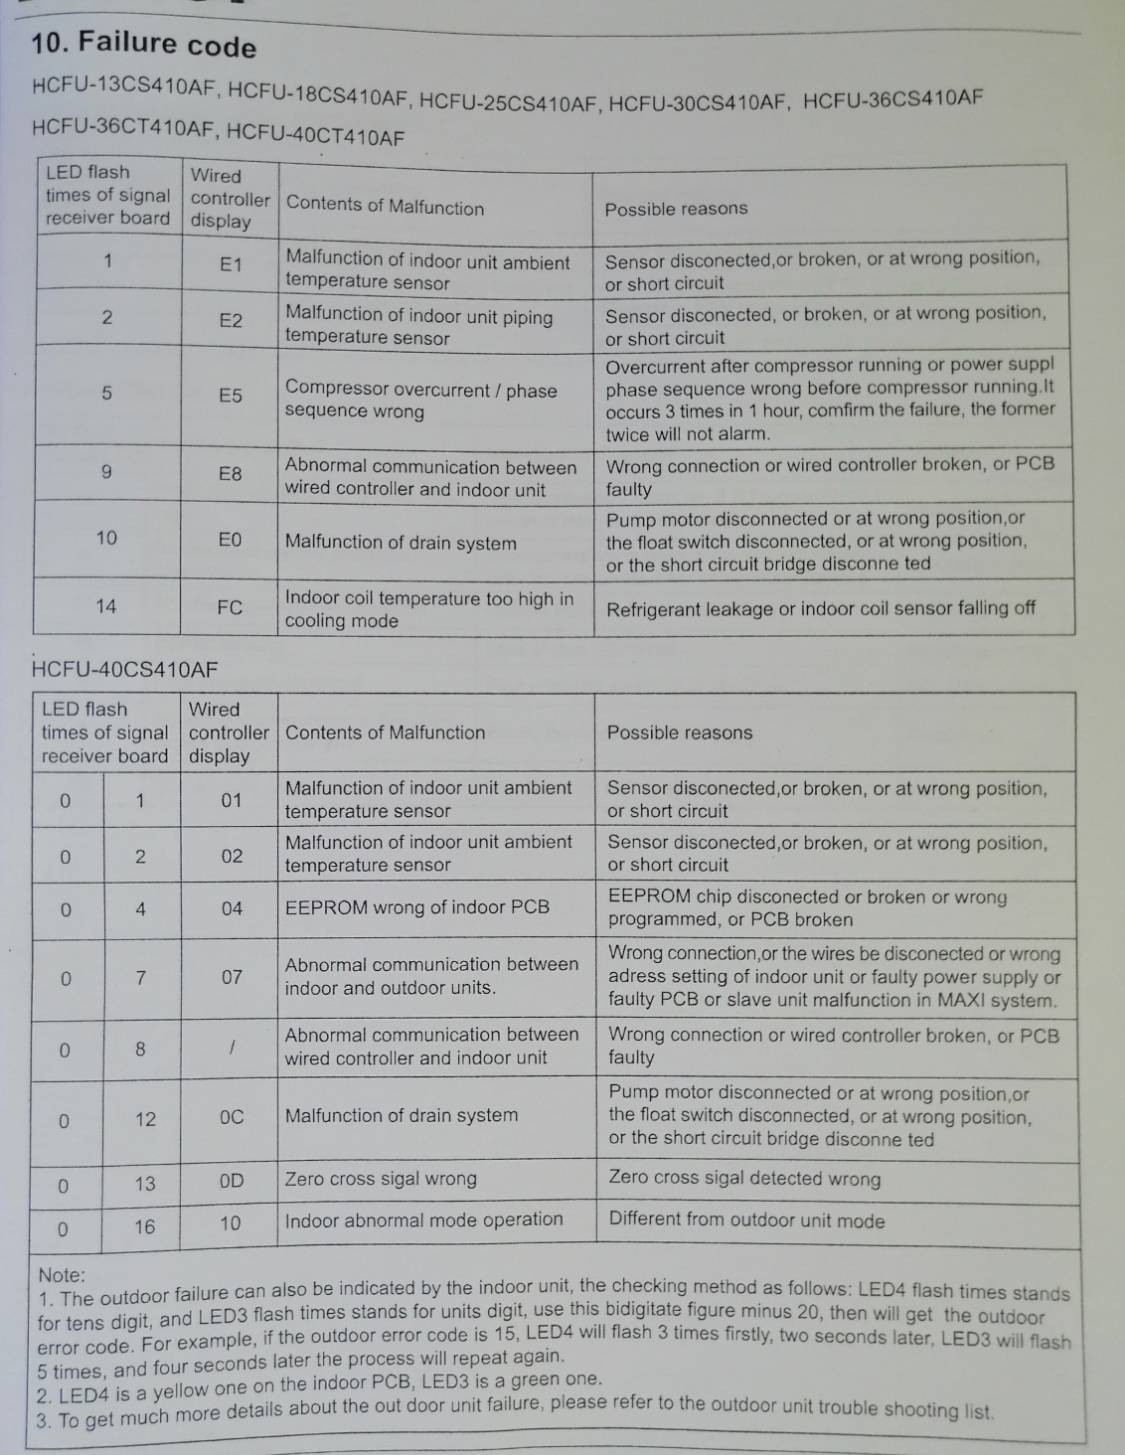 10. Failure code
HCFU-13CS410AF, HCFU-18CS410AF, HCFU-25CS410AF, HCFU-30CS410AF, HCFU-36CS410AF
HCFU-36CT410AF, HCFU-40CT410AF
LED flash
times of signal
receiver board
Wired
controller
display
Contents of Malfunction
Possible reasons
1
E1
Malfunction of indoor unit ambient
temperature sensor
Sensor disconected,or broken, or at wrong position,
or short circuit
2
E2
Malfunction of indoor unit piping
temperature sensor
Sensor disconected, or broken, or at wrong position,
or short circuit
5
E5
Compressor overcurrent / phase
sequence wrong
Overcurrent after compressor running or power suppl
phase sequence wrong before compressor running.It
occurs 3 times in 1 hour, comfirm the failure, the former
twice will not alarm.
9
E8
Abnormal communication between
wired controller and indoor unit
Wrong connection or wired controller broken, or PCB
faulty
10
E0
Malfunction of drain system
Pump motor disconnected or at wrong position,or
the float switch disconnected, or at wrong position,
or the short circuit bridge disconne ted
14
FC
Indoor coil temperature too high in
cooling mode
Refrigerant leakage or indoor coil sensor falling off
HCFU-40CS410AF
LED flash
times of signal
receiver board
Wired
controller
display
Contents of Malfunction
Possible reasons
0
1
01
Malfunction of indoor unit ambient
temperature sensor
Sensor disconected,or broken, or at wrong position,
or short circuit
0
2
02
Malfunction of indoor unit ambient
temperature sensor
Sensor disconected,or broken, or at wrong position,
or short circuit
0
4
04
EEPROM wrong of indoor PCB
EEPROM chip disconected or broken or wrong
programmed, or PCB broken
0
7
07
Abnormal communication between
indoor and outdoor units.
Wrong connection,or the wires be disconected or wrong
adress setting of indoor unit or faulty power supply or
faulty PCB or slave unit malfunction in MAXI system.
0
8
/
Abnormal communication between
wired controller and indoor unit
Wrong connection or wired controller broken, or PCB
faulty
0
12
0C
Malfunction of drain system
Pump motor disconnected or at wrong position,or
the float switch disconnected, or at wrong position,
or the short circuit bridge disconne ted
0
13
0D
Zero cross sigal wrong
Zero cross sigal detected wrong
0
16
10
Indoor abnormal mode operation
Different from outdoor unit mode
Note:
1. The outdoor failure can also be indicated by the indoor unit, the checking method as follows: LED4 flash times stands
for tens digit, and LED3 flash times stands for units digit, use this bidigitate figure minus 20, then will get the outdoor
error code. For example, if the outdoor error code is 15, LED4 will flash 3 times firstly, two seconds later, LED3 will flash
5 times, and four seconds later the process will repeat again.
2. LED4 is a yellow one on the indoor PCB, LED3 is a green one.
3. To get much more details about the out door unit failure, please refer to the outdoor unit trouble shooting list.